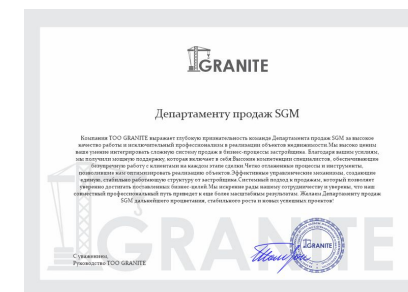 GRANITE
Департаменту продаж SGM
Компания ТОО GRANITE выражает глубокую признательность команде Департамента продаж SGM за высокое
качество работы и исключительный профессионализм в реализации объектов недвижимости.Мы высоко ценим
ваше умение интегрировать сложную систему продаж в бизнес-процессы застройщика. Благодаря вашим усилиям,
мы получили мощную поддержку, которая включает в себя Высокие компетенции специалистов, обеспечивающие
безупречную работу с клиентами на каждом этапе сделки Четко отлаженные процессы и инструменты,
позволившие нам оптимизировать реализацию объектов.Эффективные управленческие механизмы, создающие
единую, стабильно работающую структуру от застройщика Системный подход к продажам, который позволяет
уверенно достигать поставленных бизнес-целей.Мы искренне рады нашему сотрудничеству и уверены, что наш
совместный профессиональный путь приведет к еще более масштабным результатам. Желаем Департаменту продаж
SGM дальнейшего процветания, стабильного роста и новых успешных проектов!
С уважением,
Руководство ТОО GRANITE
GRANITE
GRANITE